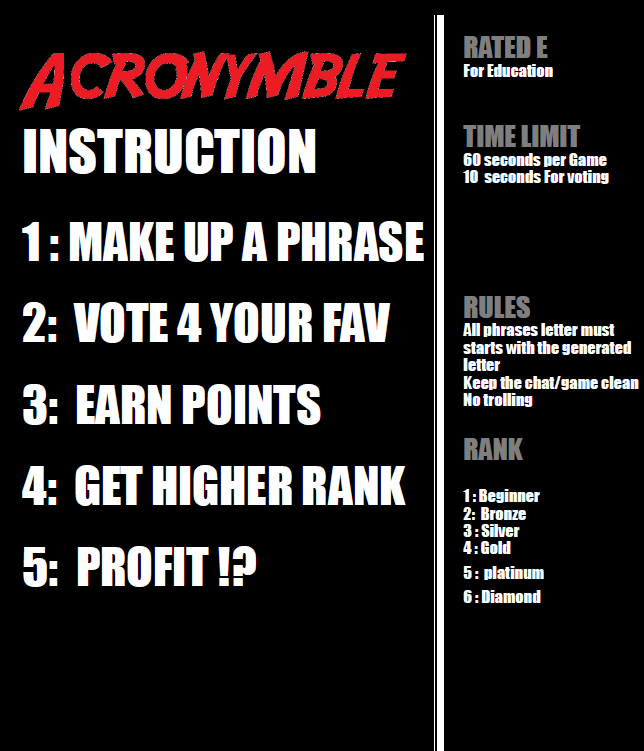 ACRONYMBLE
INSTRUCTION
1 : MAKE UP A PHRASE
2: VOTE 4 YOUR FAV
3: EARN POINTS
4: GET HIGHER RANK
5: PROFIT !?
RATED E
For Education
TIME LIMIT
60 seconds per Game
10 seconds For voting
RULES
All phrases letter must
starts with the generated
letter
Keep the chat/game clean
No trolling
RANK
1 : Beginner
2: Bronze
3 : Silver
4 : Gold
5 : platinum
6 : Diamond